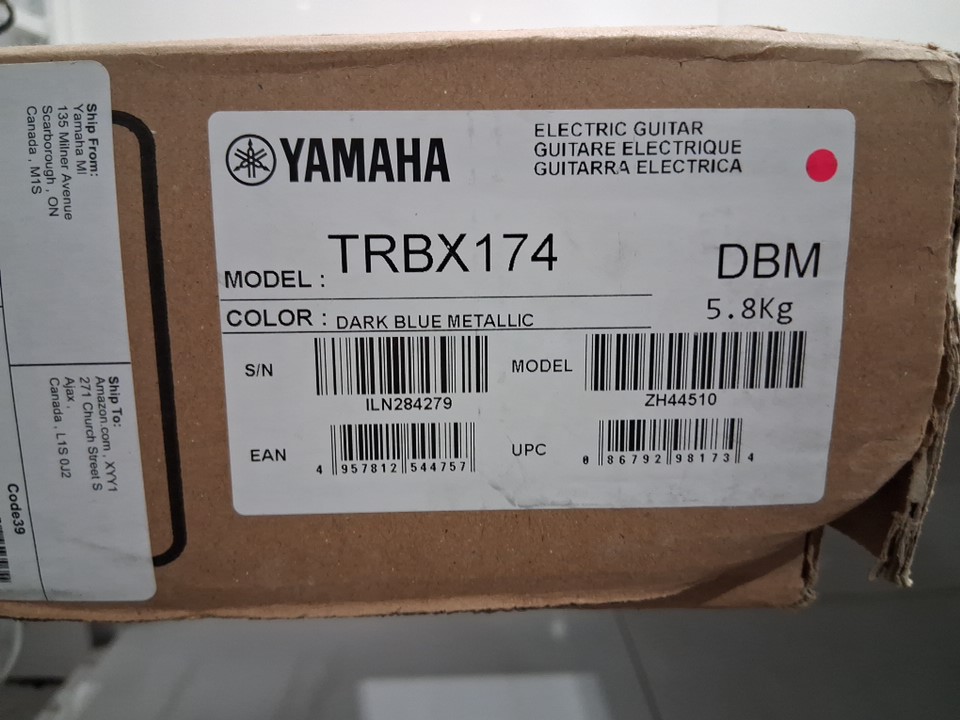 Ship From:
Yamaha MI
135 Milner Avenue
Scarborough , ON
Canada , M1S
Ship To:
Amazon.com , XYY1
271 Church Street S
Ajax ,
Canada , L1S 0J2
Code39
YAMAHA
ELECTRIC GUITAR
GUITARE ELECTRIQUE
GUITARRA ELECTRICA
MODEL : TRBX174 DBM
COLOR : DARK BLUE METALLIC 5.8Kg
S/N
ILN284279
MODEL
ZH44510
EAN
4 957812 544757
UPC
0 86792 98173 4